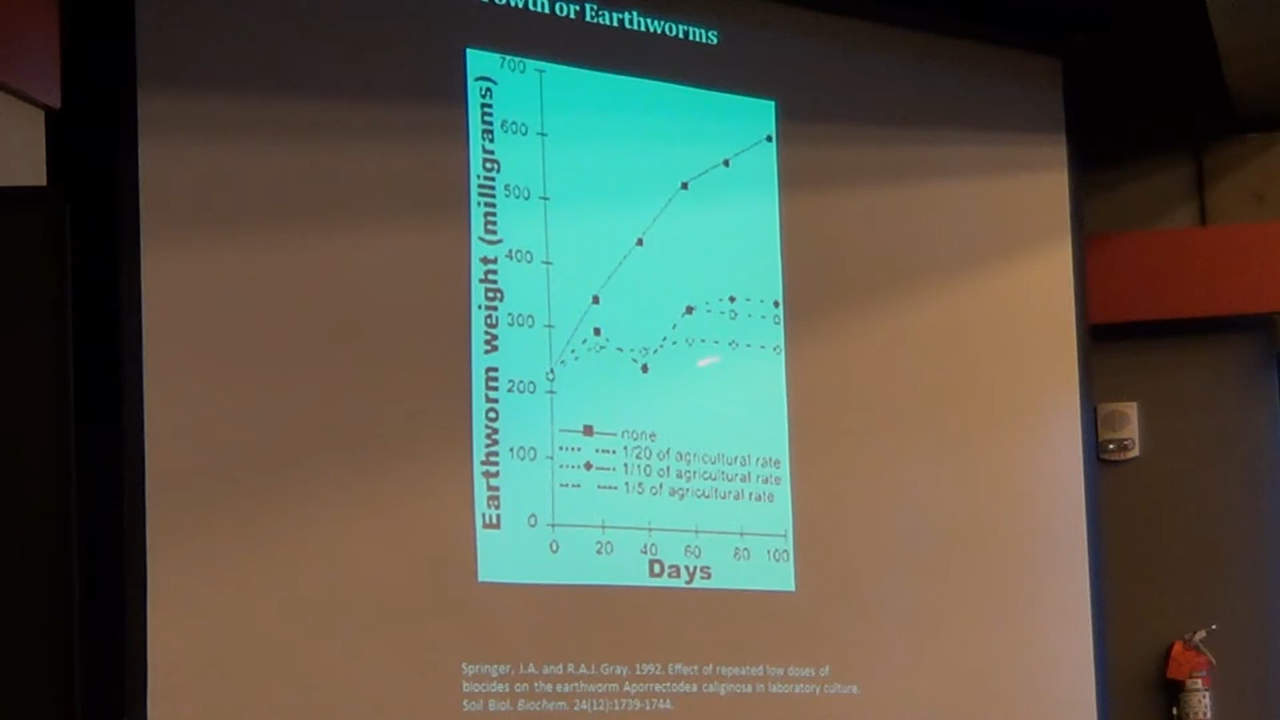 or Earthworms
Earthworm weight (milligrams)
700
600
500
400
300
200
100
0
none
1/20 of agricultural rate
1/10 of agricultural rate
1/5 of agricultural rate
0 20 40 60 80 100
Days
Springer, J.A. and R.A.J. Gray. 1992. Effect of repeated low doses of
biocides on the earthworm Aporrectodea caliginosa in laboratory culture.
Soil Biol. Biochem. 24(12):1739-1744.